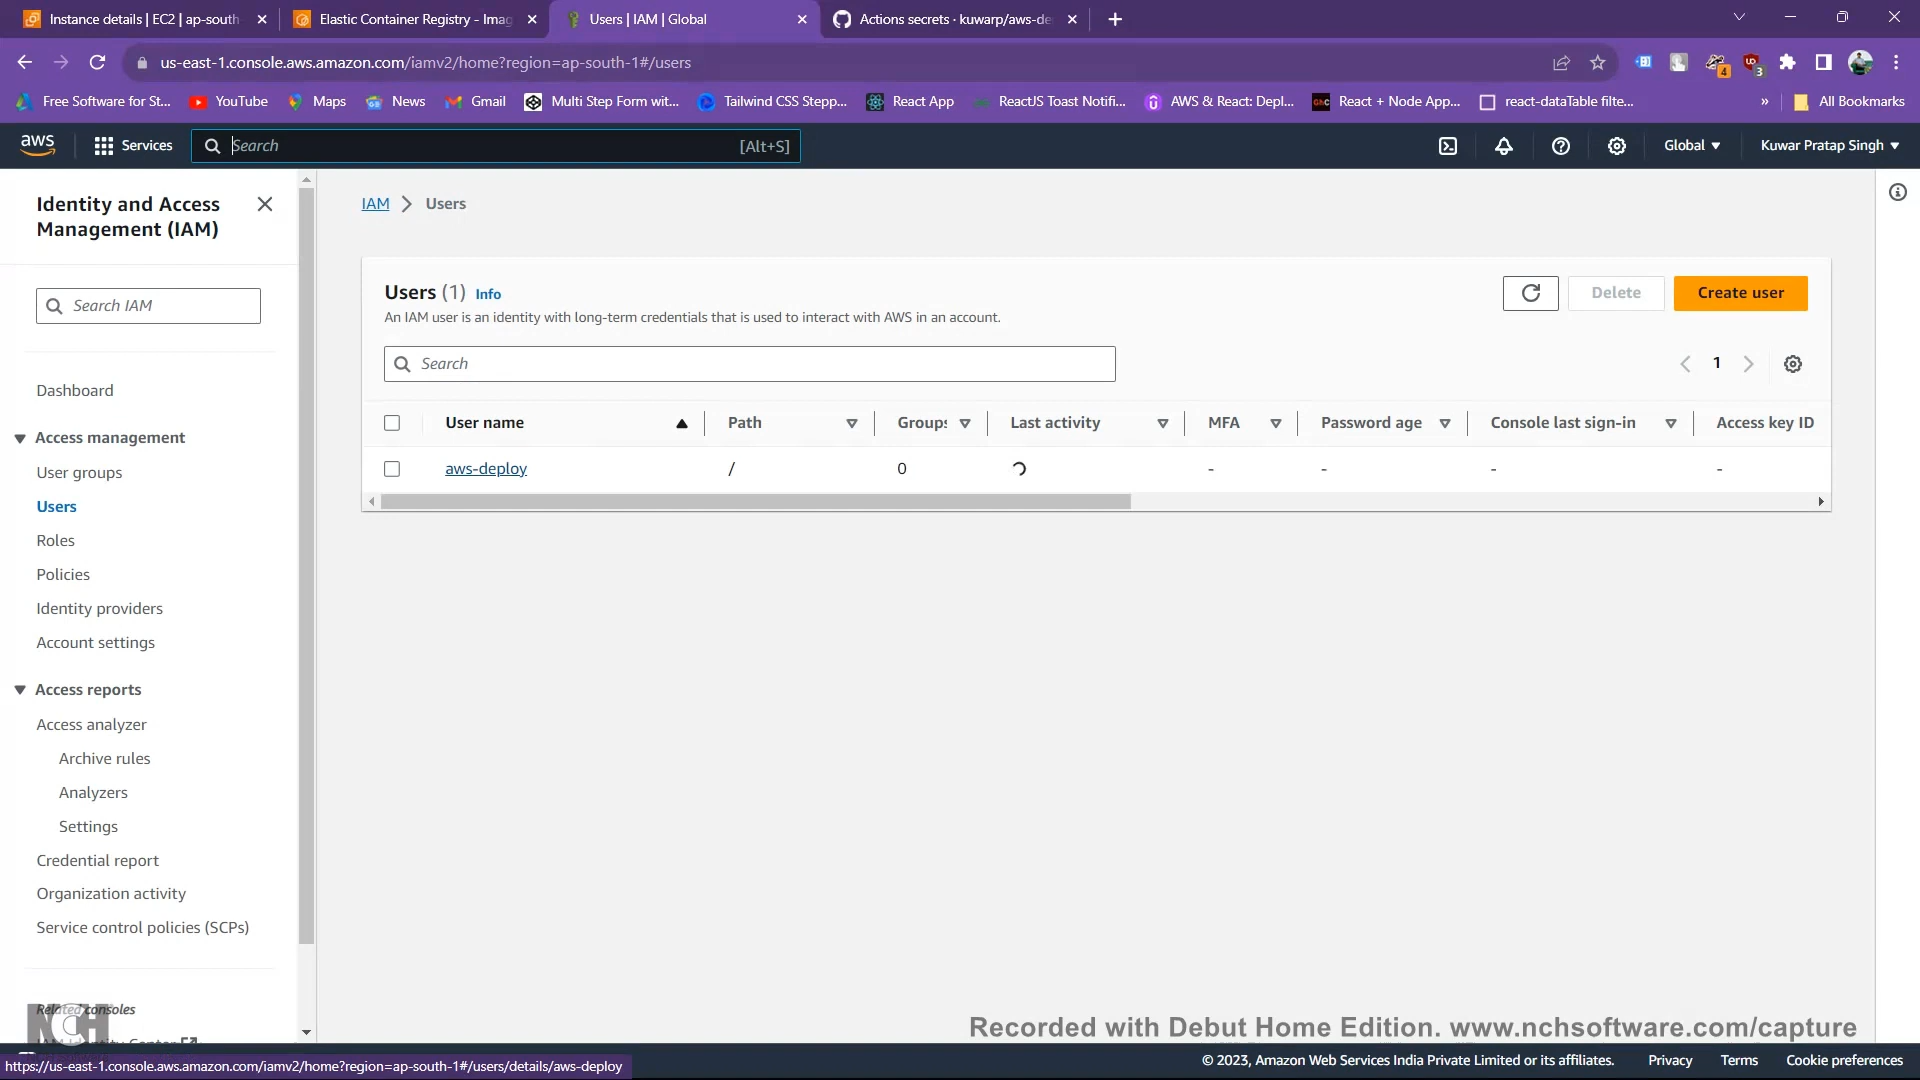 Instance details | EC2 | ap-south
Elastic Container Registry - Imag
Users | IAM | Global
Actions secrets · kuwarp/aws-de
us-east-1.console.aws.amazon.com/iamv2/home?region=ap-south-1#/users
4
3
Free Software for St...
YouTube
Maps
News
Gmail
Multi Step Form wit...
Tailwind CSS Stepp...
React App
ReactJS Toast Notifi...
AWS & React: Depl...
React + Node App...
react-dataTable filte...
»
All Bookmarks
aws
Services
Search
[Alt+S]
Global
Kuwar Pratap Singh
Identity and Access
Management (IAM)
Search IAM
Dashboard
Access management
User groups
Users
Roles
Policies
Identity providers
Account settings
Access reports
Access analyzer
Archive rules
Analyzers
Settings
Credential report
Organization activity
Service control policies (SCPs)
Related consoles
IAM Identity Center
NCH
IAM > Users
Users (1) Info
An IAM user is an identity with long-term credentials that is used to interact with AWS in an account.
Delete
Create user
Search
1
User name Path Groups Last activity MFA Password age Console last sign-in Access key ID
aws-deploy / 0 - - - -
Recorded with Debut Home Edition. www.nchsoftware.com/capture
https://us-east-1.console.aws.amazon.com/iamv2/home?region=ap-south-1#/users/details/aws-deploy
© 2023, Amazon Web Services India Private Limited or its affiliates. Privacy Terms Cookie preferences